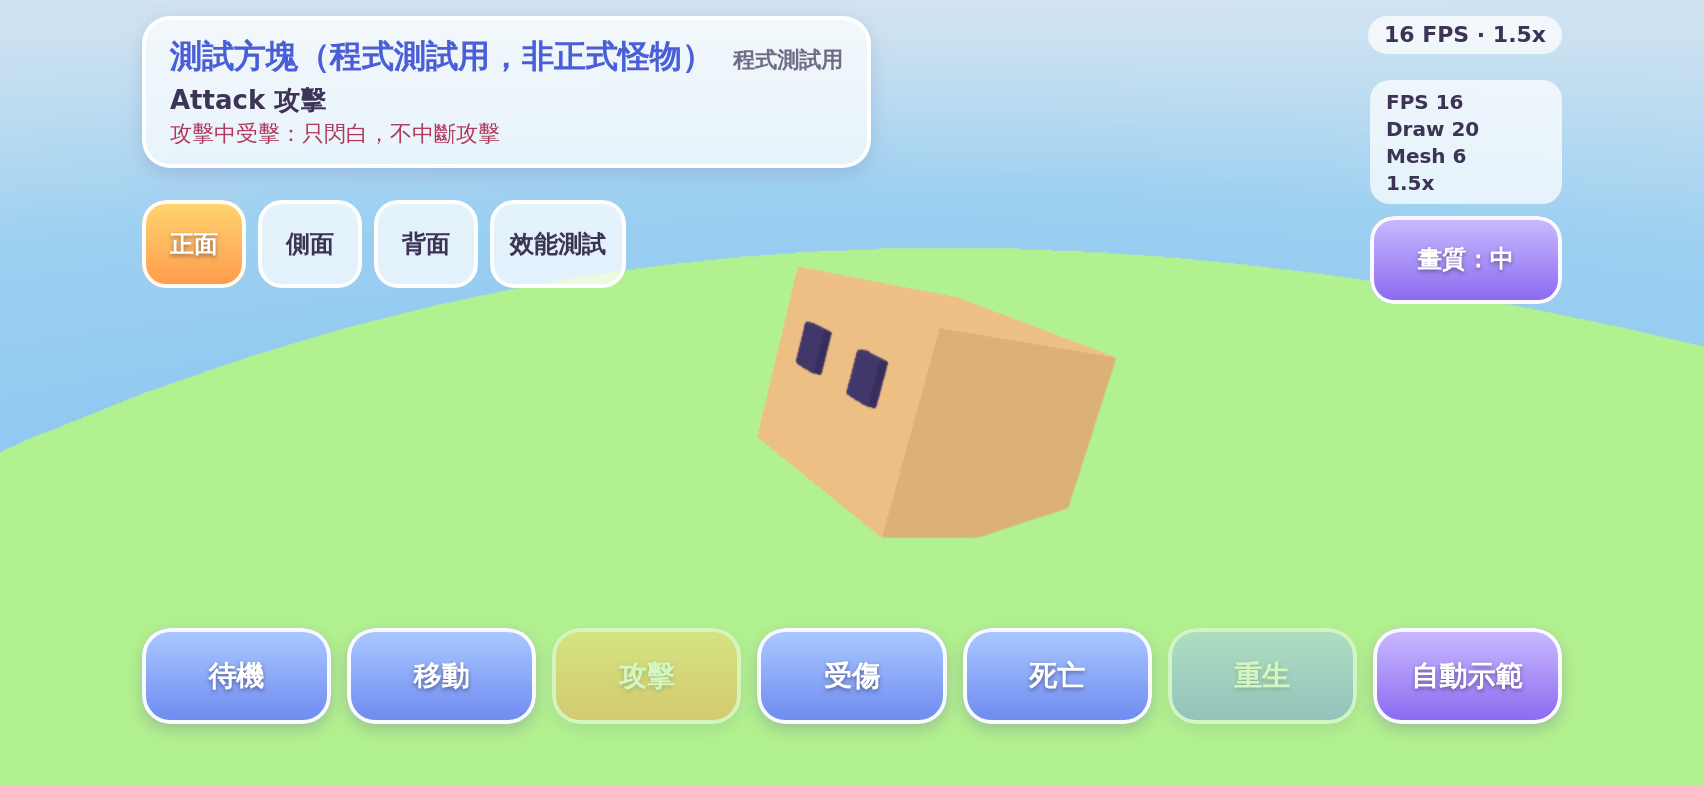 測試方塊（程式測試用，非正式怪物） 程式測試用
Attack 攻擊
攻擊中受擊：只閃白，不中斷攻擊
16 FPS · 1.5x
FPS 16
Draw 20
Mesh 6
1.5x
正面 側面 背面 效能測試
畫質：中
待機 移動 攻擊 受傷 死亡 重生 自動示範